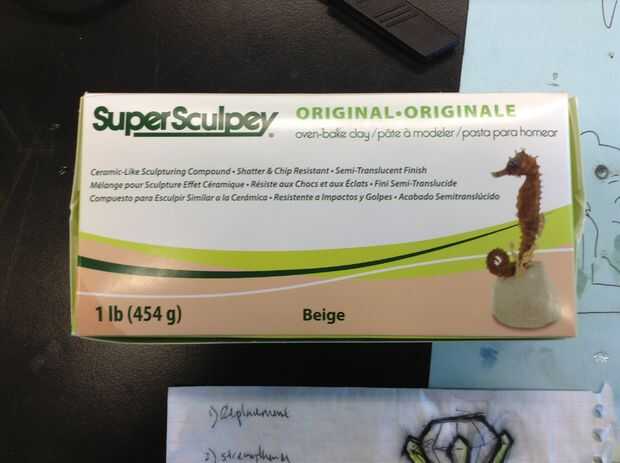 SuperSculpey®
ORIGINAL•ORIGINALE
oven-bake clay/pâte à modeler/pasta para hornear
Ceramic-Like Sculpturing Compound • Shatter & Chip Resistant • Semi-Translucent Finish
Mélange pour Sculpture Effet Céramique • Résiste aux Chocs et aux Éclats • Fini Semi-Translucide
Compuesto para Esculpir Similar a la Cerámica • Resistente a Impactos y Golpes • Acabado Semitranslúcido
1 lb (454 g)
Beige
1)
2)